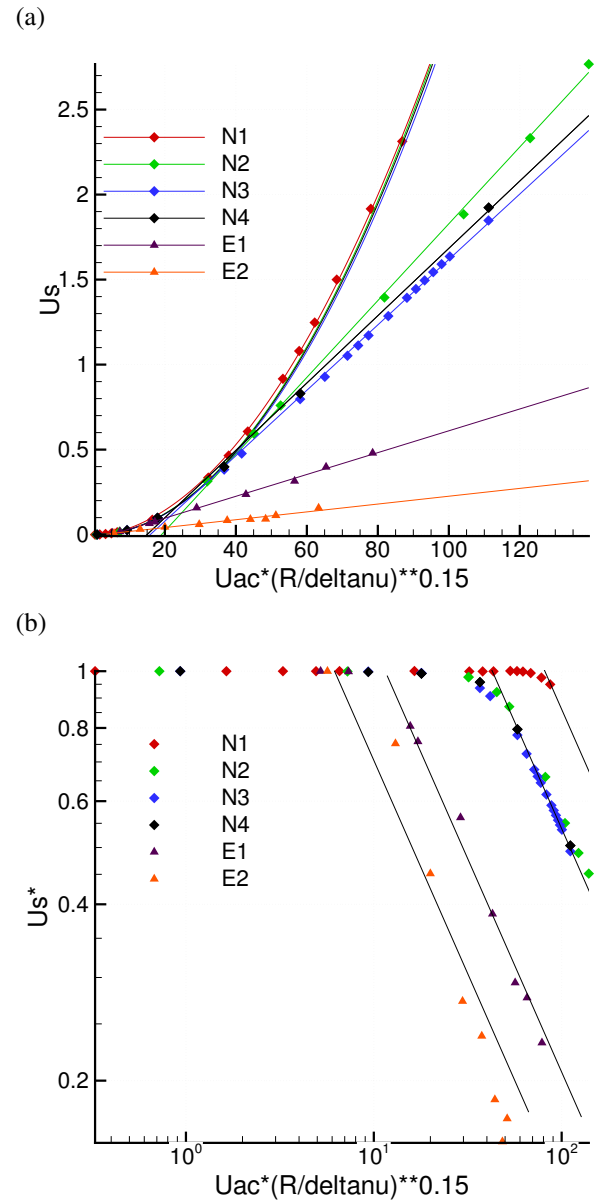 (a)
2.5
2
1.5
1
0.5
0
N1
N2
N3
N4
E1
E2
Us
20 40 60 80 100 120
Uac*(R/deltanu)**0.15
(b)
1
0.8
0.6
0.4
0.2
N1
N2
N3
N4
E1
E2
Us*
10^0 10^1 10^2
Uac*(R/deltanu)**0.15